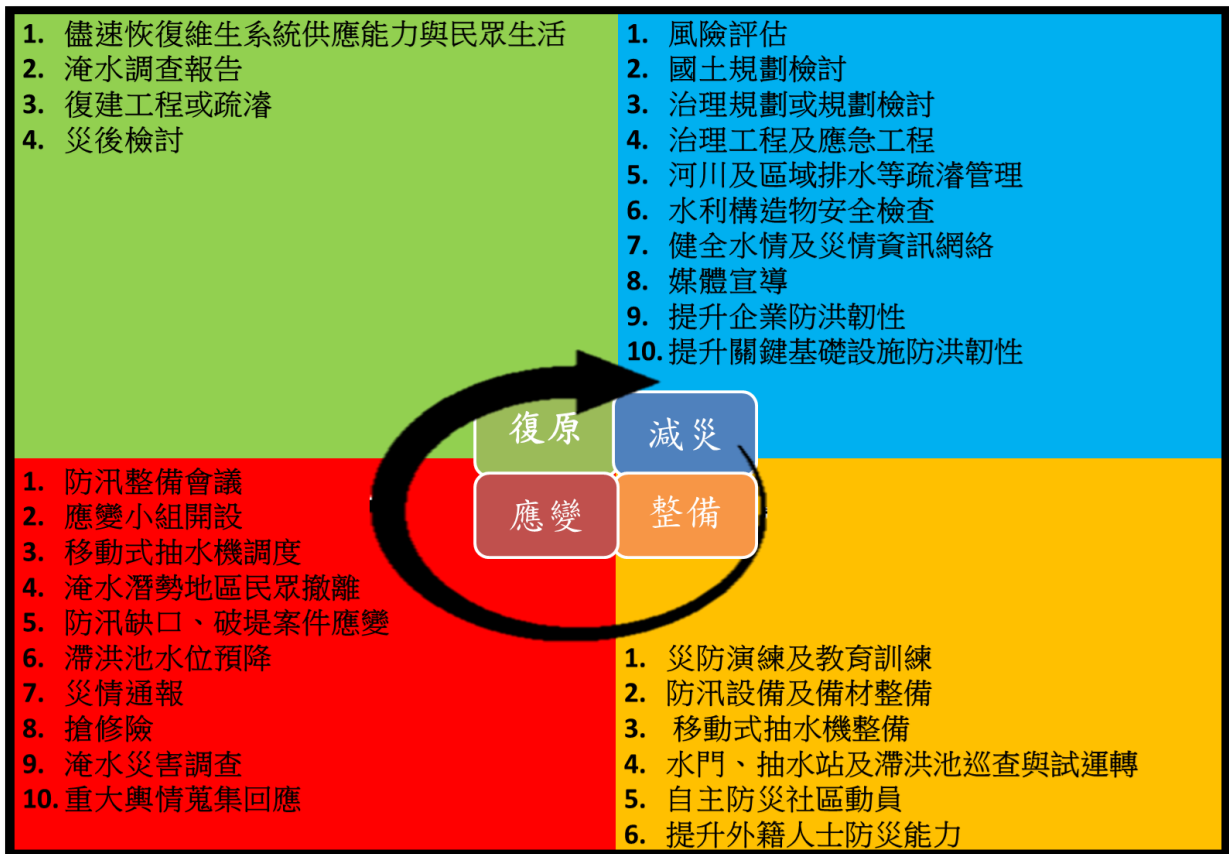 1. 儘速恢復維生系統供應能力與民眾生活
2. 淹水調查報告
3. 復建工程或疏濬
4. 災後檢討
1. 風險評估
2. 國土規劃檢討
3. 治理規劃或規劃檢討
4. 治理工程及應急工程
5. 河川及區域排水等疏濬管理
6. 水利構造物安全檢查
7. 健全水情及災情資訊網絡
8. 媒體宣導
9. 提升企業防洪韌性
10. 提升關鍵基礎設施防洪韌性
復原
減災
應變
整備
1. 防汛整備會議
2. 應變小組開設
3. 移動式抽水機調度
4. 淹水潛勢地區民眾撤離
5. 防汛缺口、破堤案件應變
6. 滯洪池水位預降
7. 災情通報
8. 搶修險
9. 淹水災害調查
10. 重大輿情蒐集回應
1. 災防演練及教育訓練
2. 防汛設備及備材整備
3. 移動式抽水機整備
4. 水門、抽水站及滯洪池巡查與試運轉
5. 自主防災社區動員
6. 提升外籍人士防災能力